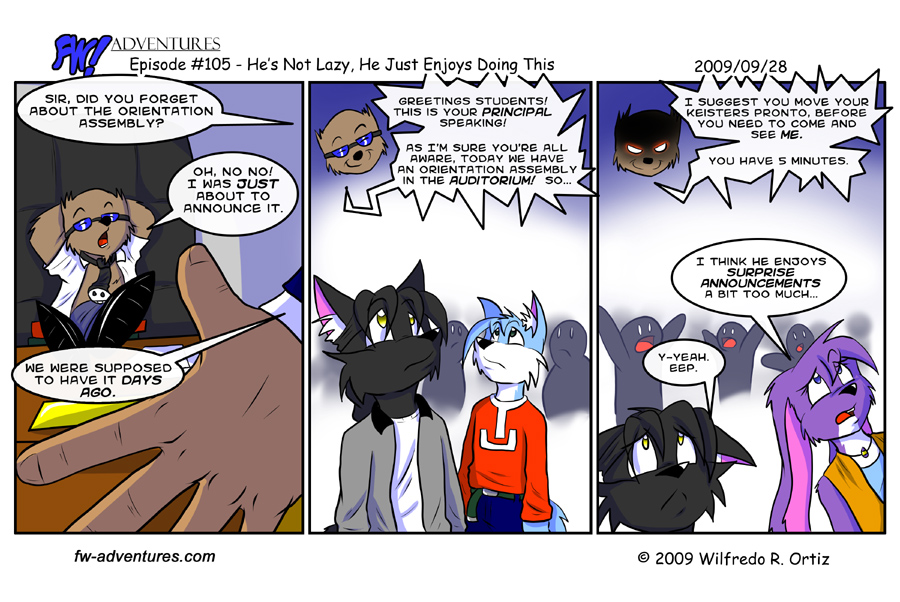 FW! ADVENTURES
Episode #105 - He's Not Lazy, He Just Enjoys Doing This
2009/09/28
SIR, DID YOU FORGET
ABOUT THE ORIENTATION
ASSEMBLY?
OH, NO NO!
I WAS JUST
ABOUT TO
ANNOUNCE IT.
WE WERE SUPPOSED
TO HAVE IT DAYS
AGO.
GREETINGS STUDENTS!
THIS IS YOUR PRINCIPAL
SPEAKING!
AS I'M SURE YOU'RE ALL
AWARE, TODAY WE HAVE
AN ORIENTATION ASSEMBLY
IN THE AUDITORIUM! SO...
I SUGGEST YOU MOVE YOUR
KEISTERS PRONTO, BEFORE
YOU NEED TO COME AND
SEE ME.
YOU HAVE 5 MINUTES.
I THINK HE ENJOYS
SURPRISE
ANNOUNCEMENTS
A BIT TOO MUCH...
Y-YEAH.
EEP.
fw-adventures.com
© 2009 Wilfredo R. Ortiz